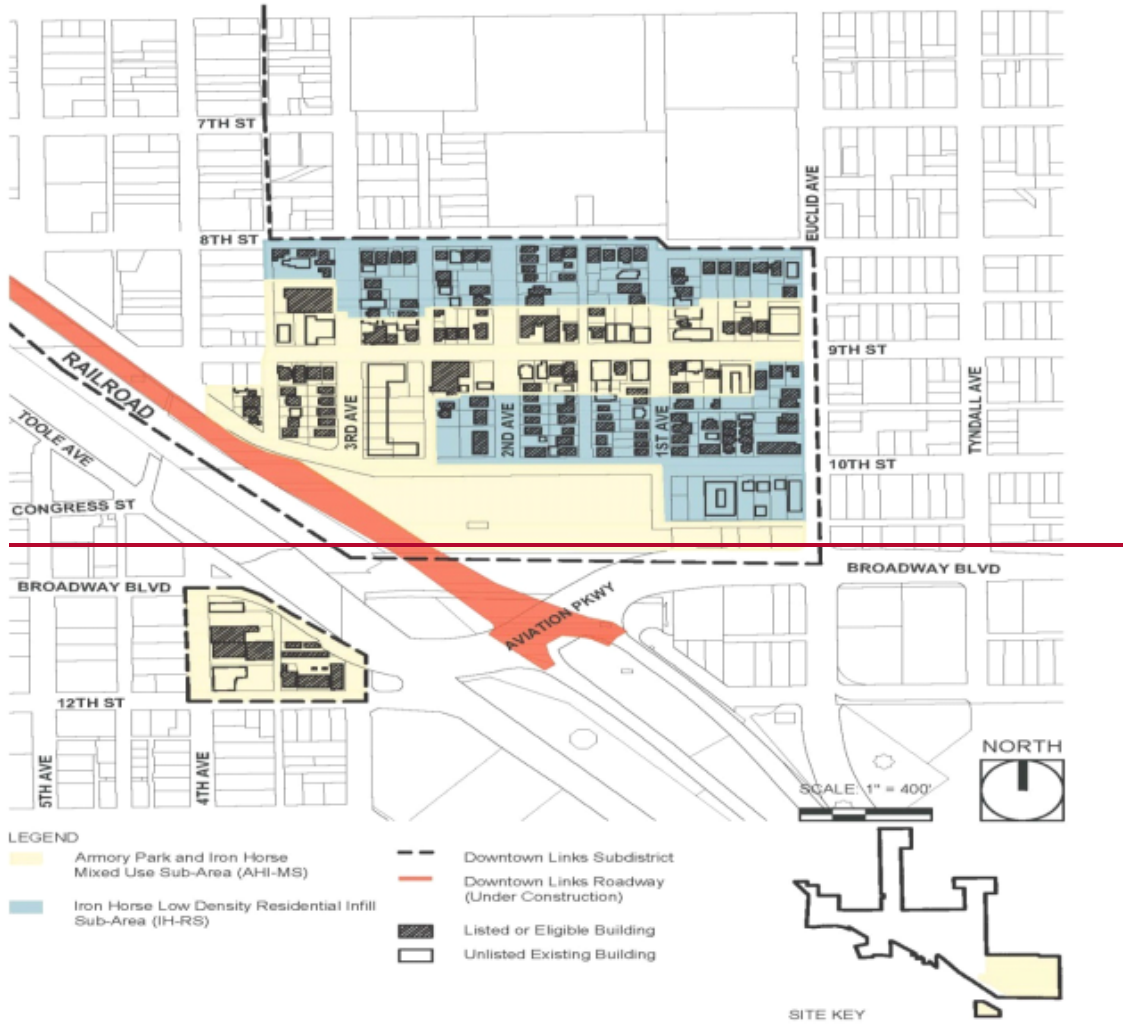 7TH ST
EUCLID AVE
8TH ST
9TH ST
RAILROAD
TOOLE AVE
3RD AVE
2ND AVE
1ST AVE
TYNDALL AVE
10TH ST
CONGRESS ST
BROADWAY BLVD
BROADWAY BLVD
AVIATION PKWY
12TH ST
5TH AVE
4TH AVE
NORTH
SCALE: 1" = 400'
LEGEND
Armory Park and Iron Horse
Mixed Use Sub-Area (AHI-MS)
Iron Horse Low Density Residential Infill
Sub-Area (IH-RS)
Downtown Links Subdistrict
Downtown Links Roadway
(Under Construction)
Listed or Eligible Building
Unlisted Existing Building
SITE KEY